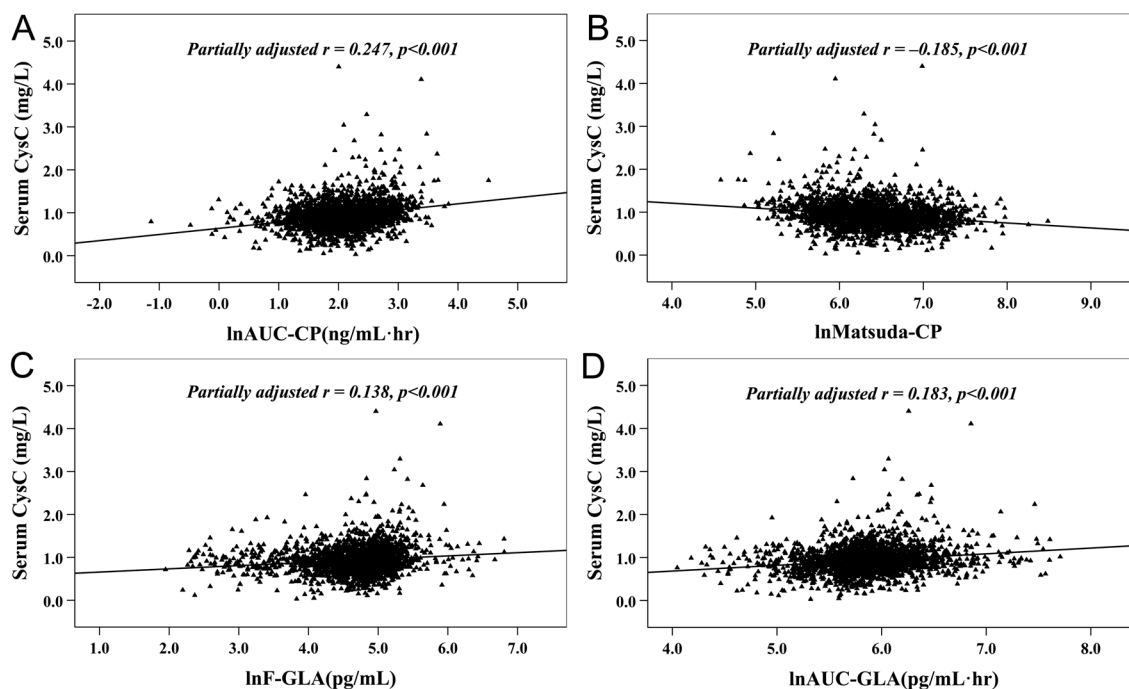 A
Partially adjusted r = 0.247, p<0.001
Serum CysC (mg/L)
5.0
4.0
3.0
2.0
1.0
0.0
-2.0 -1.0 0.0 1.0 2.0 3.0 4.0 5.0
lnAUC-CP(ng/mL·hr)
B
Partially adjusted r = –0.185, p<0.001
Serum CysC (mg/L)
5.0
4.0
3.0
2.0
1.0
0.0
4.0 5.0 6.0 7.0 8.0 9.0
lnMatsuda-CP
C
Partially adjusted r = 0.138, p<0.001
Serum CysC (mg/L)
5.0
4.0
3.0
2.0
1.0
0.0
1.0 2.0 3.0 4.0 5.0 6.0 7.0
lnF-GLA(pg/mL)
D
Partially adjusted r = 0.183, p<0.001
Serum CysC (mg/L)
5.0
4.0
3.0
2.0
1.0
0.0
4.0 5.0 6.0 7.0 8.0
lnAUC-GLA(pg/mL·hr)